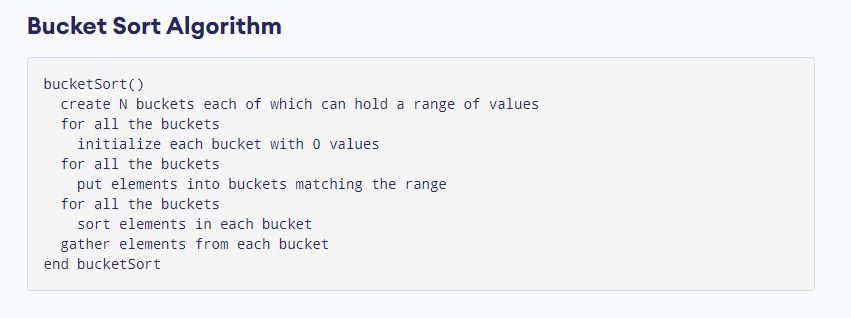 Bucket Sort Algorithm
bucketSort()
  create N buckets each of which can hold a range of values
  for all the buckets
    initialize each bucket with 0 values
  for all the buckets
    put elements into buckets matching the range
  for all the buckets
    sort elements in each bucket
  gather elements from each bucket
end bucketSort